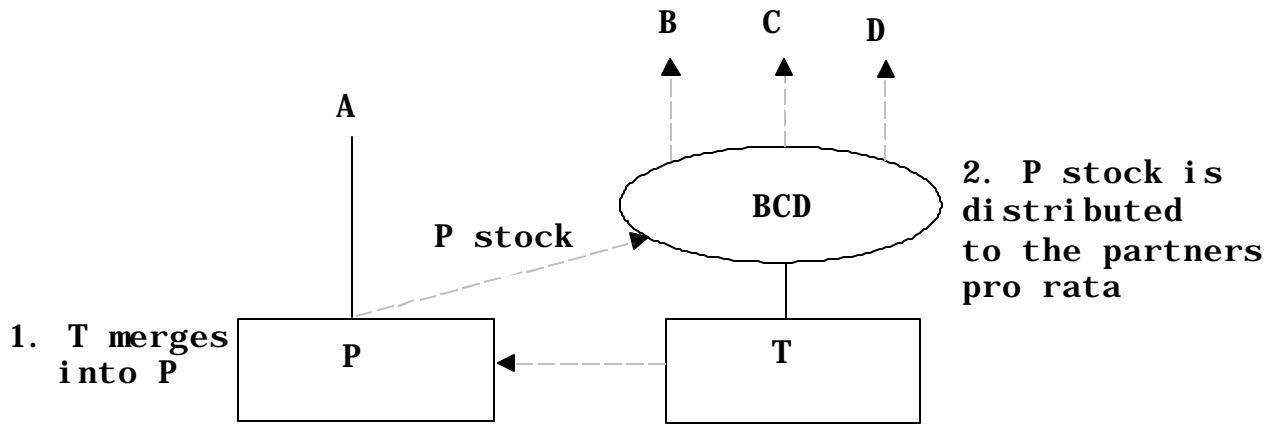 B C D
A
BCD
2. P stock is
distributed
to the partners
pro rata
P stock
1. T merges
into P
P
T